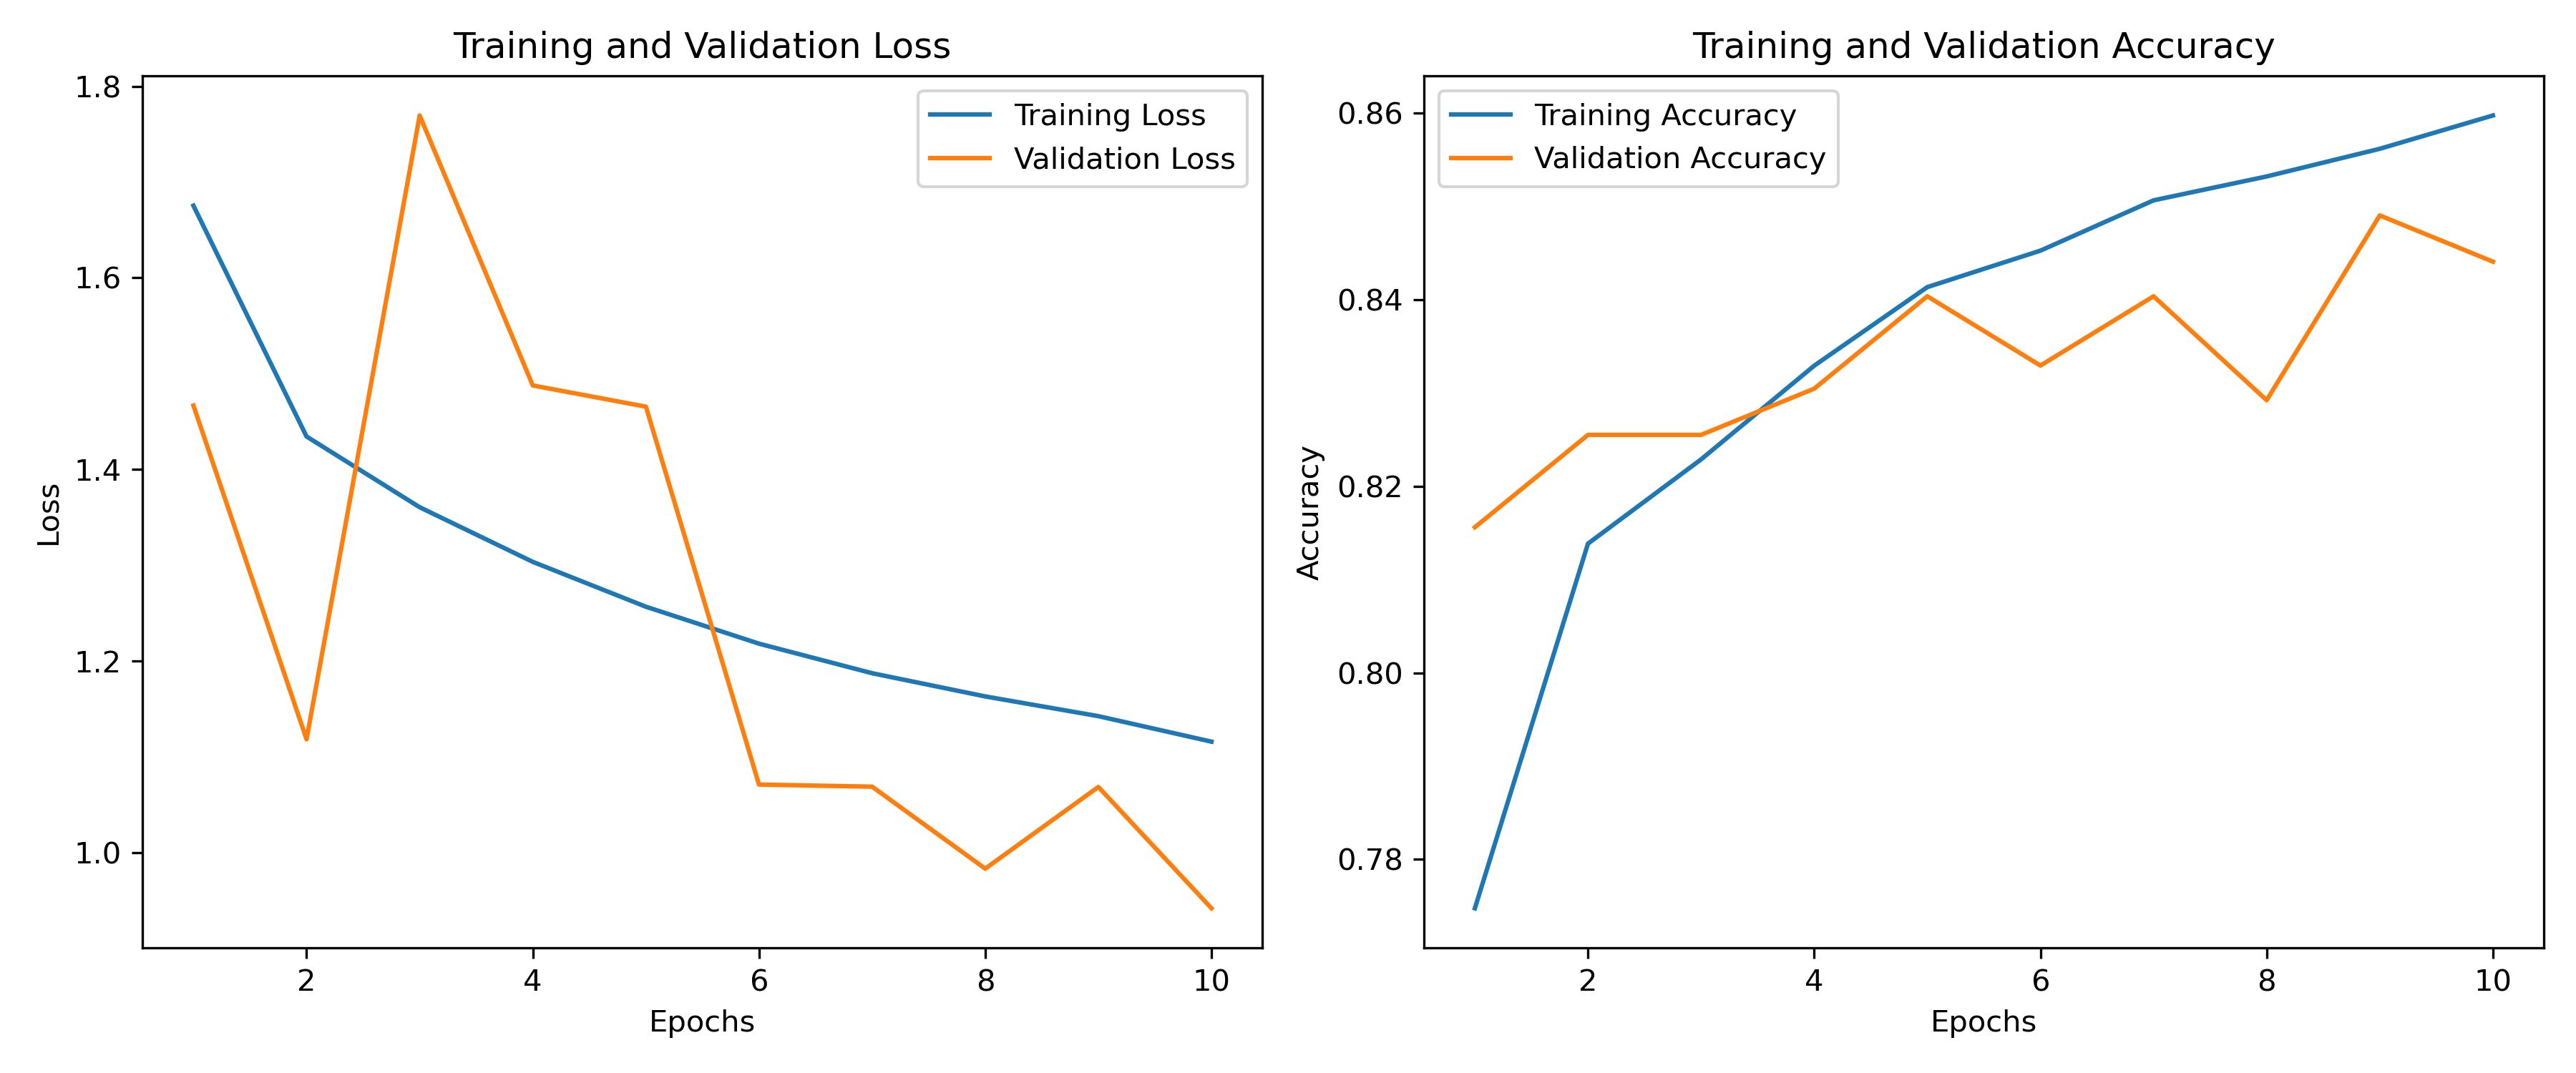 Training and Validation Loss
1.8
1.6
1.4
1.2
1.0
Loss
Training Loss
Validation Loss
2 4 6 8 10
Epochs
Training and Validation Accuracy
0.86
0.84
0.82
0.80
0.78
Accuracy
Training Accuracy
Validation Accuracy
2 4 6 8 10
Epochs